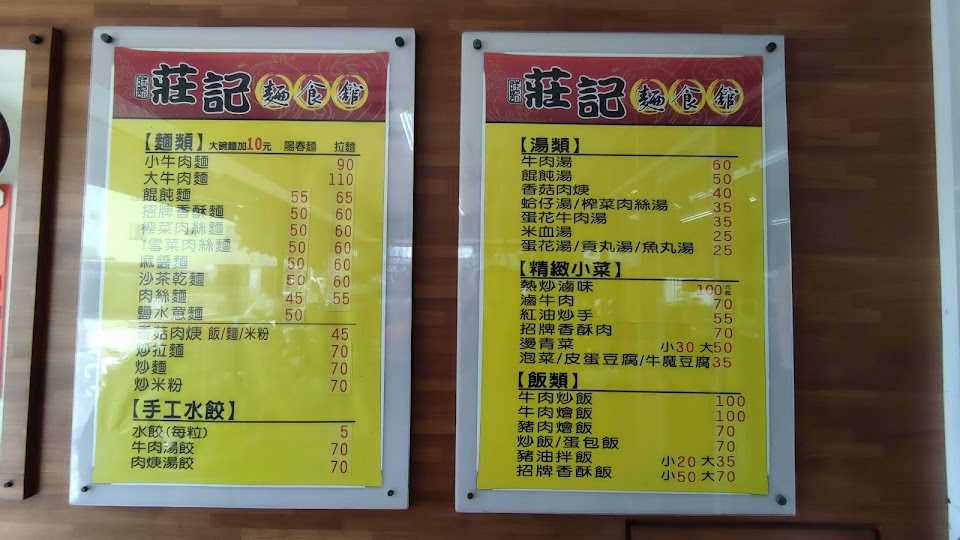 莊記麵食館
【麵類】大碗麵加10元 陽春麵 拉麵
小牛肉麵 90
大牛肉麵 110
餛飩麵 55 65
招牌香酥麵 50 60
榨菜肉絲麵 50 60
/雪菜肉絲麵 50 60
麻醬麵 50 60
沙茶乾麵 50 60
肉絲麵 45 55
鹽水意麵 50
香菇肉焿 飯/麵/米粉 45
炒拉麵 70
炒麵 70
炒米粉 70
【手工水餃】
水餃(每粒) 5
牛肉湯餃 70
肉焿湯餃 70
莊記麵食館
【湯類】
牛肉湯 60
餛飩湯 50
香菇肉焿 40
蛤仔湯/榨菜肉絲湯 35
蛋花牛肉湯 35
米血湯 25
蛋花湯/貢丸湯/魚丸湯 25
【精緻小菜】
熱炒滷味 100
滷牛肉 70
紅油炒手 55
招牌香酥肉 70
燙青菜 小30 大50
泡菜/皮蛋豆腐/牛魔豆腐 35
【飯類】
牛肉炒飯 100
牛肉燴飯 100
豬肉燴飯 70
炒飯/蛋包飯 70
豬油拌飯 小20 大35
招牌香酥飯 小50 大70